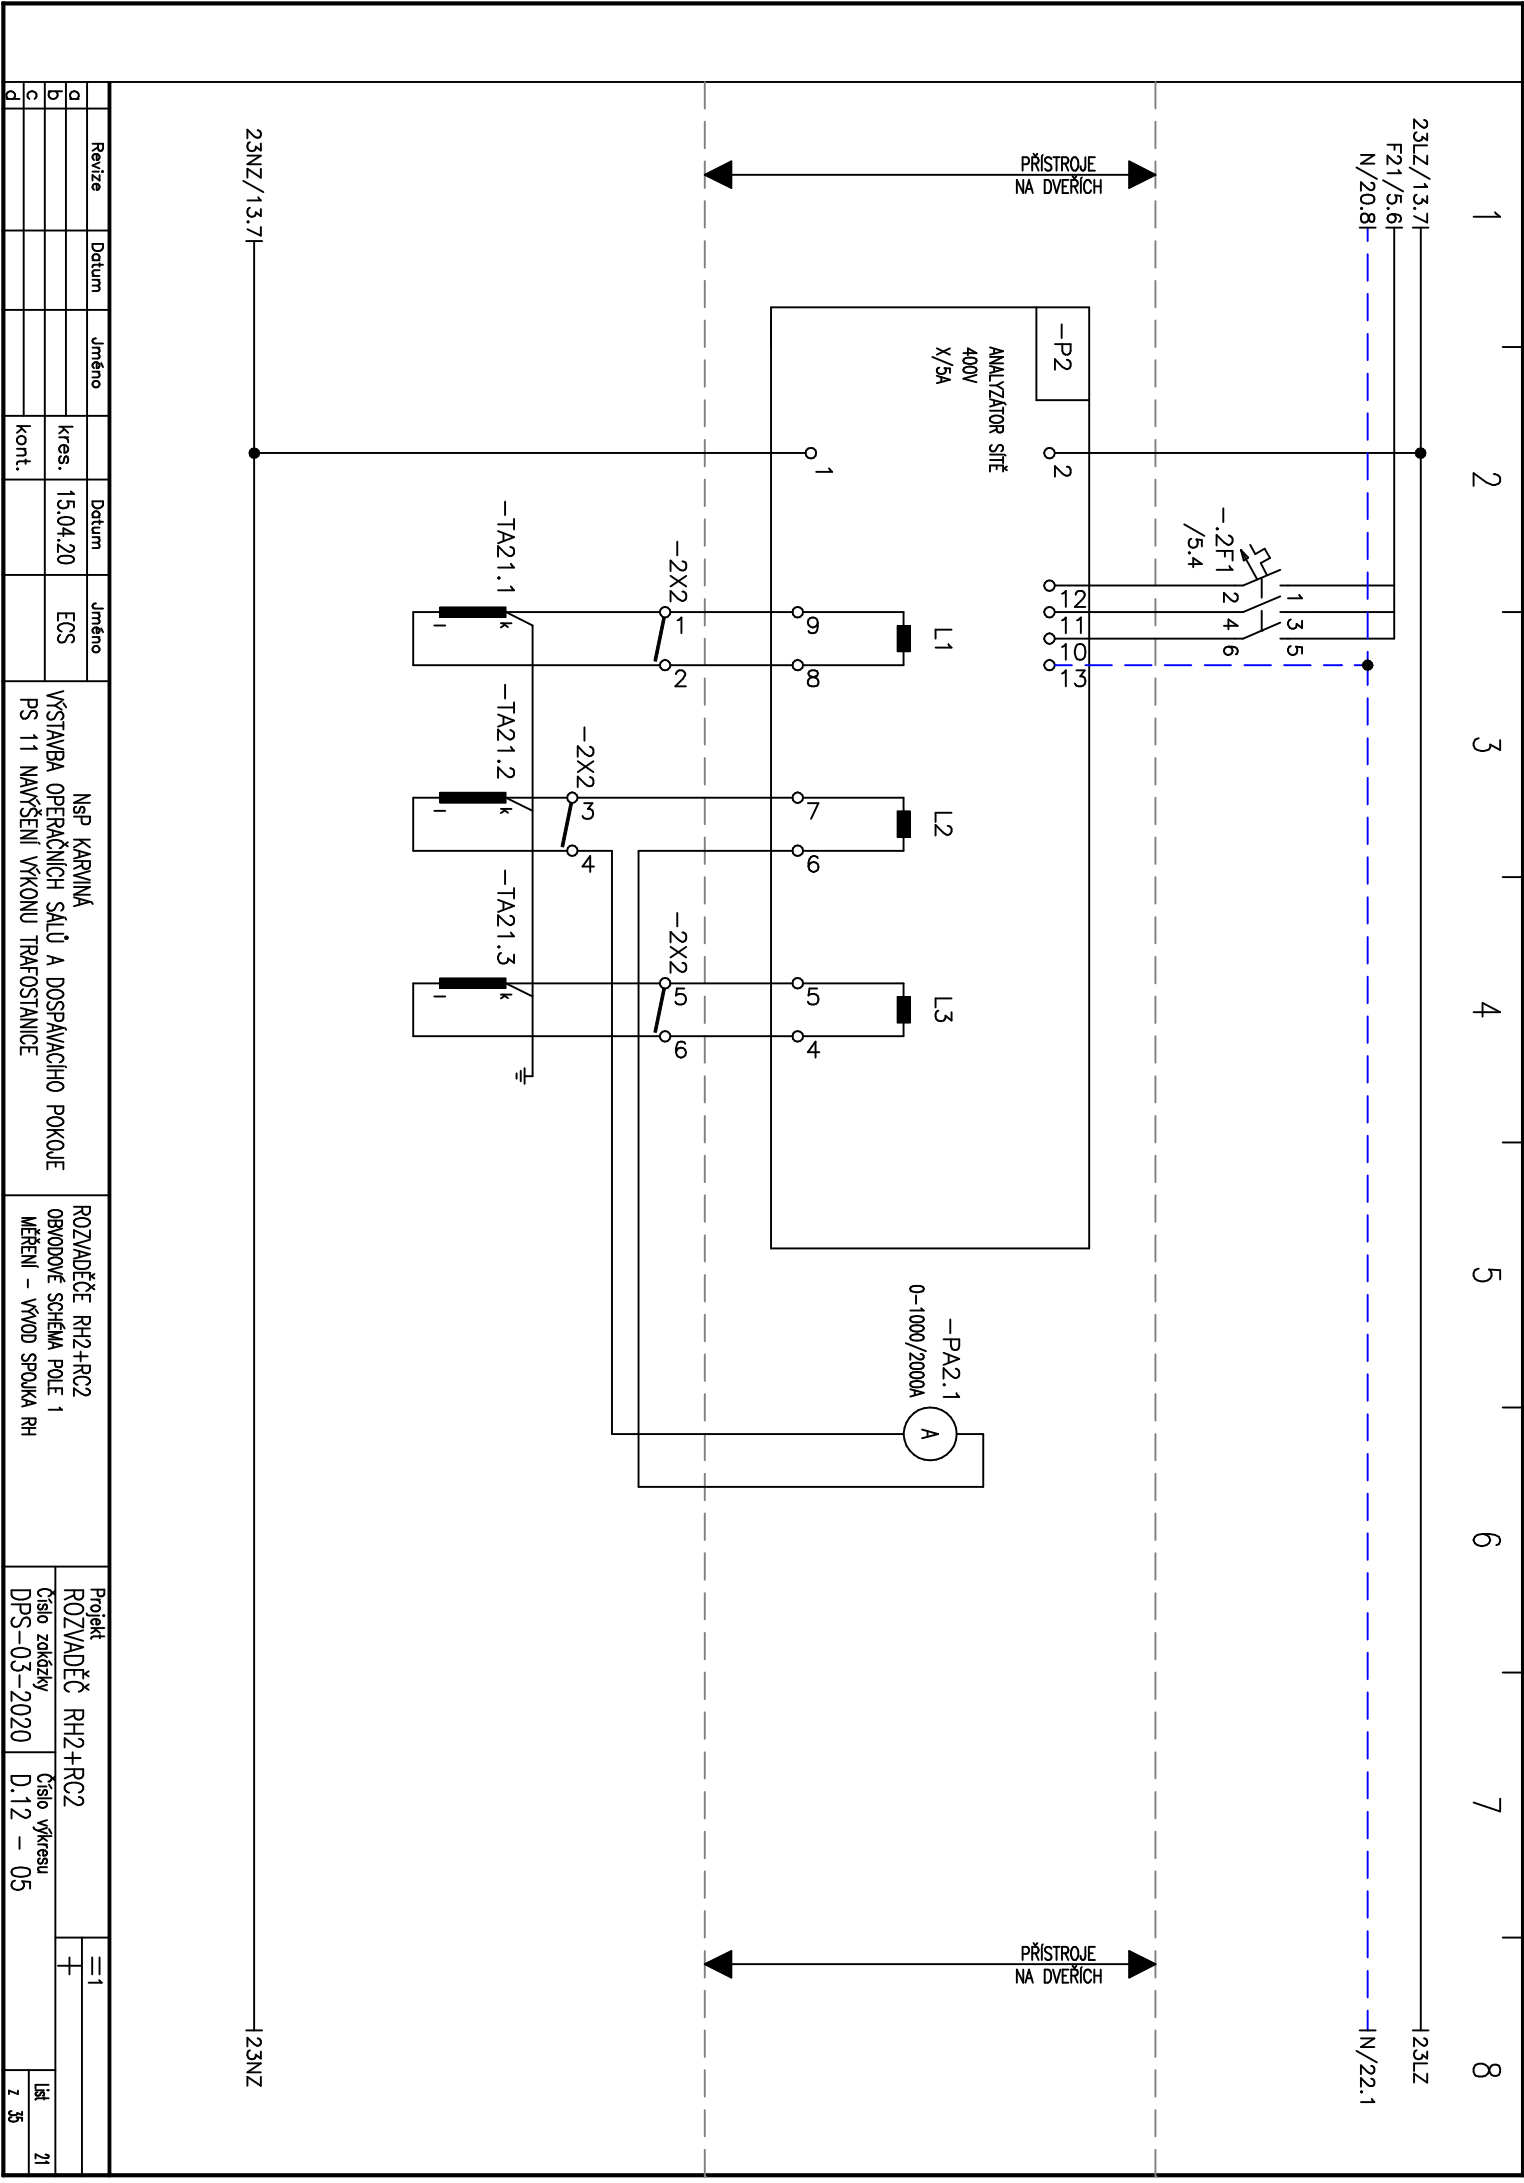 1
2
3
4
5
6
7
8
23LZ/13.7
F21/5.6
N/20.8
23LZ
N/22.1
PŘÍSTROJE
NA DVEŘÍCH
PŘÍSTROJE
NA DVEŘÍCH
-.2F1
/5.4
1
3
5
2
4
6
-P2
2
12
11
10
13
ANALYZÁTOR SÍTĚ
400V
X/5A
L1
L2
L3
-PA2.1
0-1000/2000A
A
1
9
8
7
6
5
4
-2X2
1
2
-2X2
3
4
-2X2
5
6
-TA21.1
k
l
-TA21.2
k
l
-TA21.3
k
l
23NZ/13.7
23NZ
Revize
Datum
Jméno
Datum
Jméno
a
b
c
d
kres.
15.04.20
ECS
kont.
NsP KARVINÁ
VÝSTAVBA OPERAČNÍCH SÁLŮ A DOSPÁVACÍHO POKOJE
PS 11 NAVÝŠENÍ VÝKONU TRAFOSTANICE
ROZVADĚČE RH2+RC2
OBVODOVÉ SCHÉMA POLE 1
MĚŘENÍ - VÝVOD SPOJKA RH
Projekt
ROZVADĚČ RH2+RC2
Číslo zakázky
DPS-03-2020
Číslo výkresu
D.12 - 05
=1
+
List 21
z 35